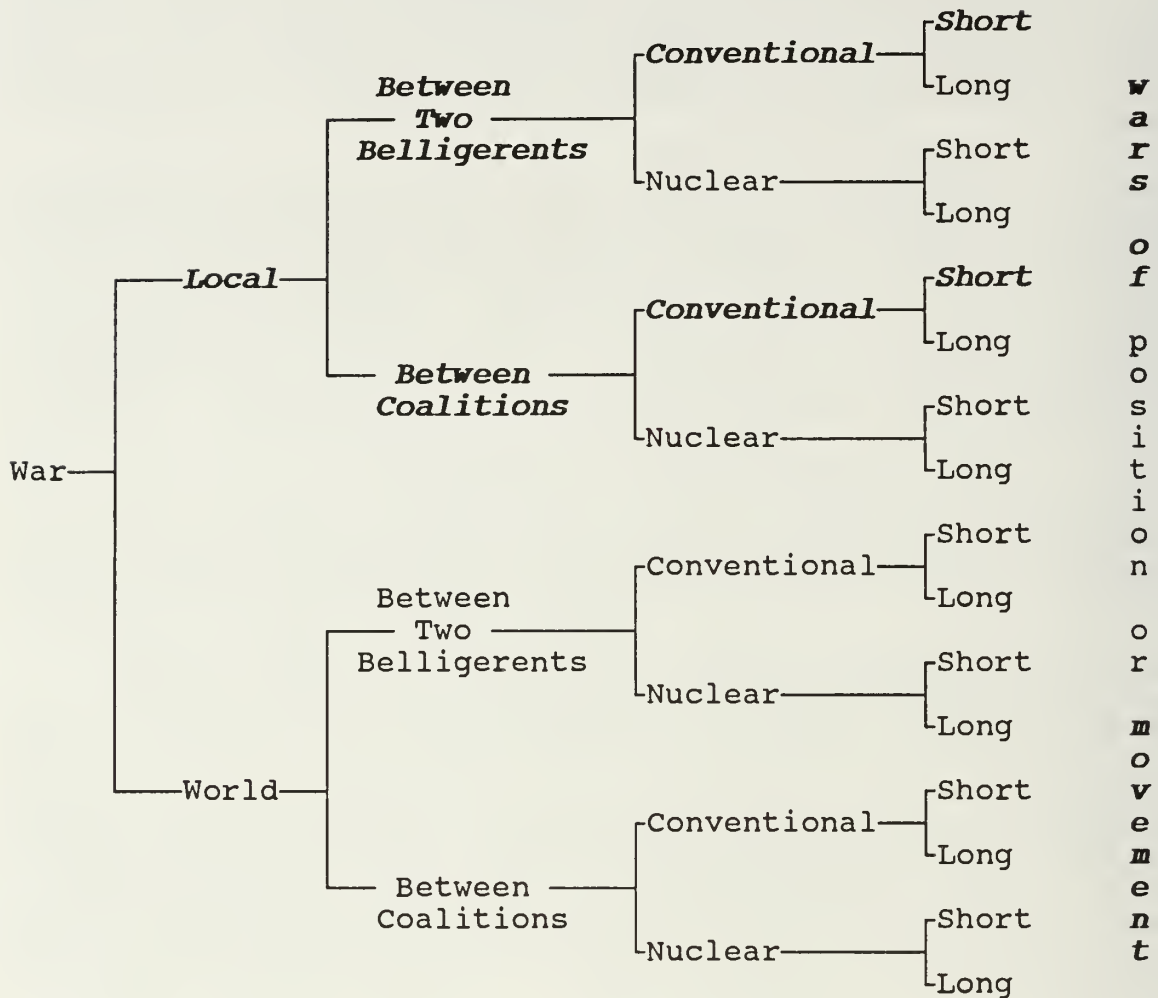 War
Local
Between
Two
Belligerents
Conventional
Short
Long
Nuclear
Short
Long
Between
Coalitions
Conventional
Short
Long
Nuclear
Short
Long
World
Between
Two
Belligerents
Conventional
Short
Long
Nuclear
Short
Long
Between
Coalitions
Conventional
Short
Long
Nuclear
Short
Long
wars of position or movement